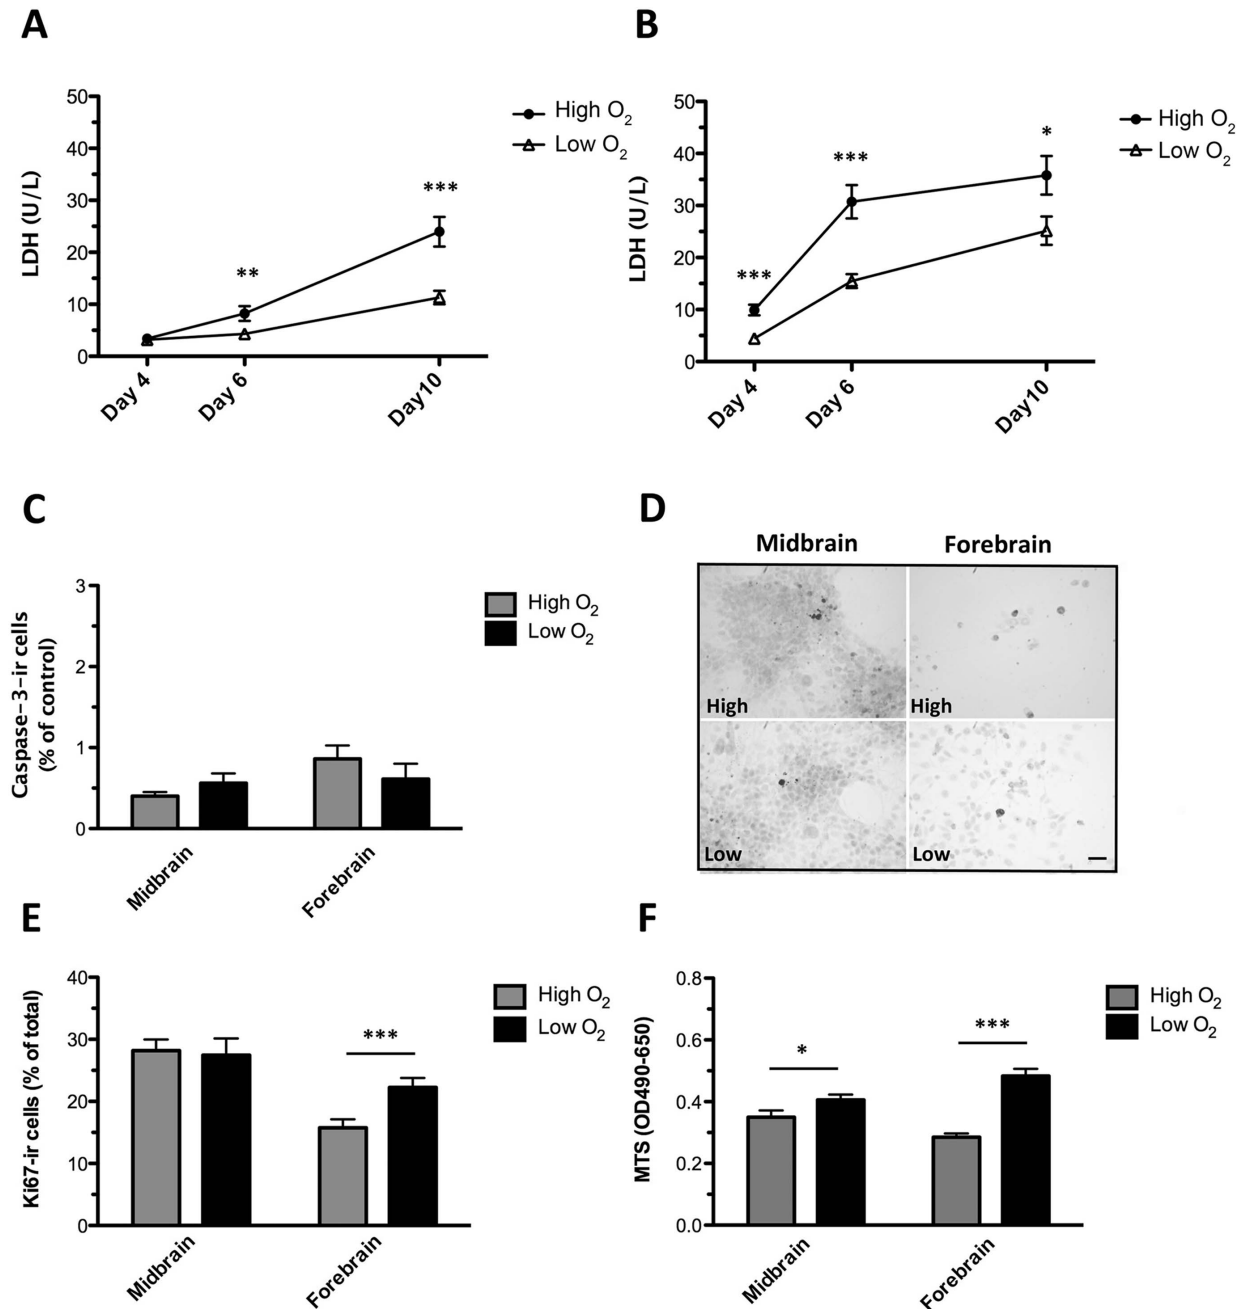 A
50
40
30
20
10
0
LDH (U/L)
**
***
High O2
Low O2
Day 4
Day 6
Day10
B
50
40
30
20
10
0
LDH (U/L)
***
***
*
High O2
Low O2
Day 4
Day 6
Day10
C
3
2
1
0
Caspase-3-ir cells
(% of control)
High O2
Low O2
Midbrain
Forebrain
D
Midbrain
Forebrain
High
High
Low
Low
E
40
30
20
10
0
Ki67-ir cells (% of total)
***
High O2
Low O2
Midbrain
Forebrain
F
0.8
0.6
0.4
0.2
0.0
MTS (OD490-650)
*
***
High O2
Low O2
Midbrain
Forebrain